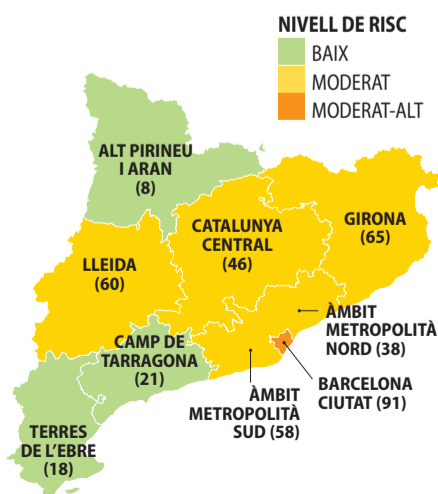 NIVELL DE RISC
BAIX
MODERAT
MODERAT-ALT
ALT PIRINEU
I ARAN
(8)
CATALUNYA
CENTRAL
(46)
GIRONA
(65)
LLEIDA
(60)
CAMP DE
TARRAGONA
(21)
ÀMBIT
METROPOLITÀ
NORD (38)
BARCELONA
CIUTAT (91)
ÀMBIT
METROPOLITÀ
SUD (58)
TERRES
DE L'EBRE
(18)